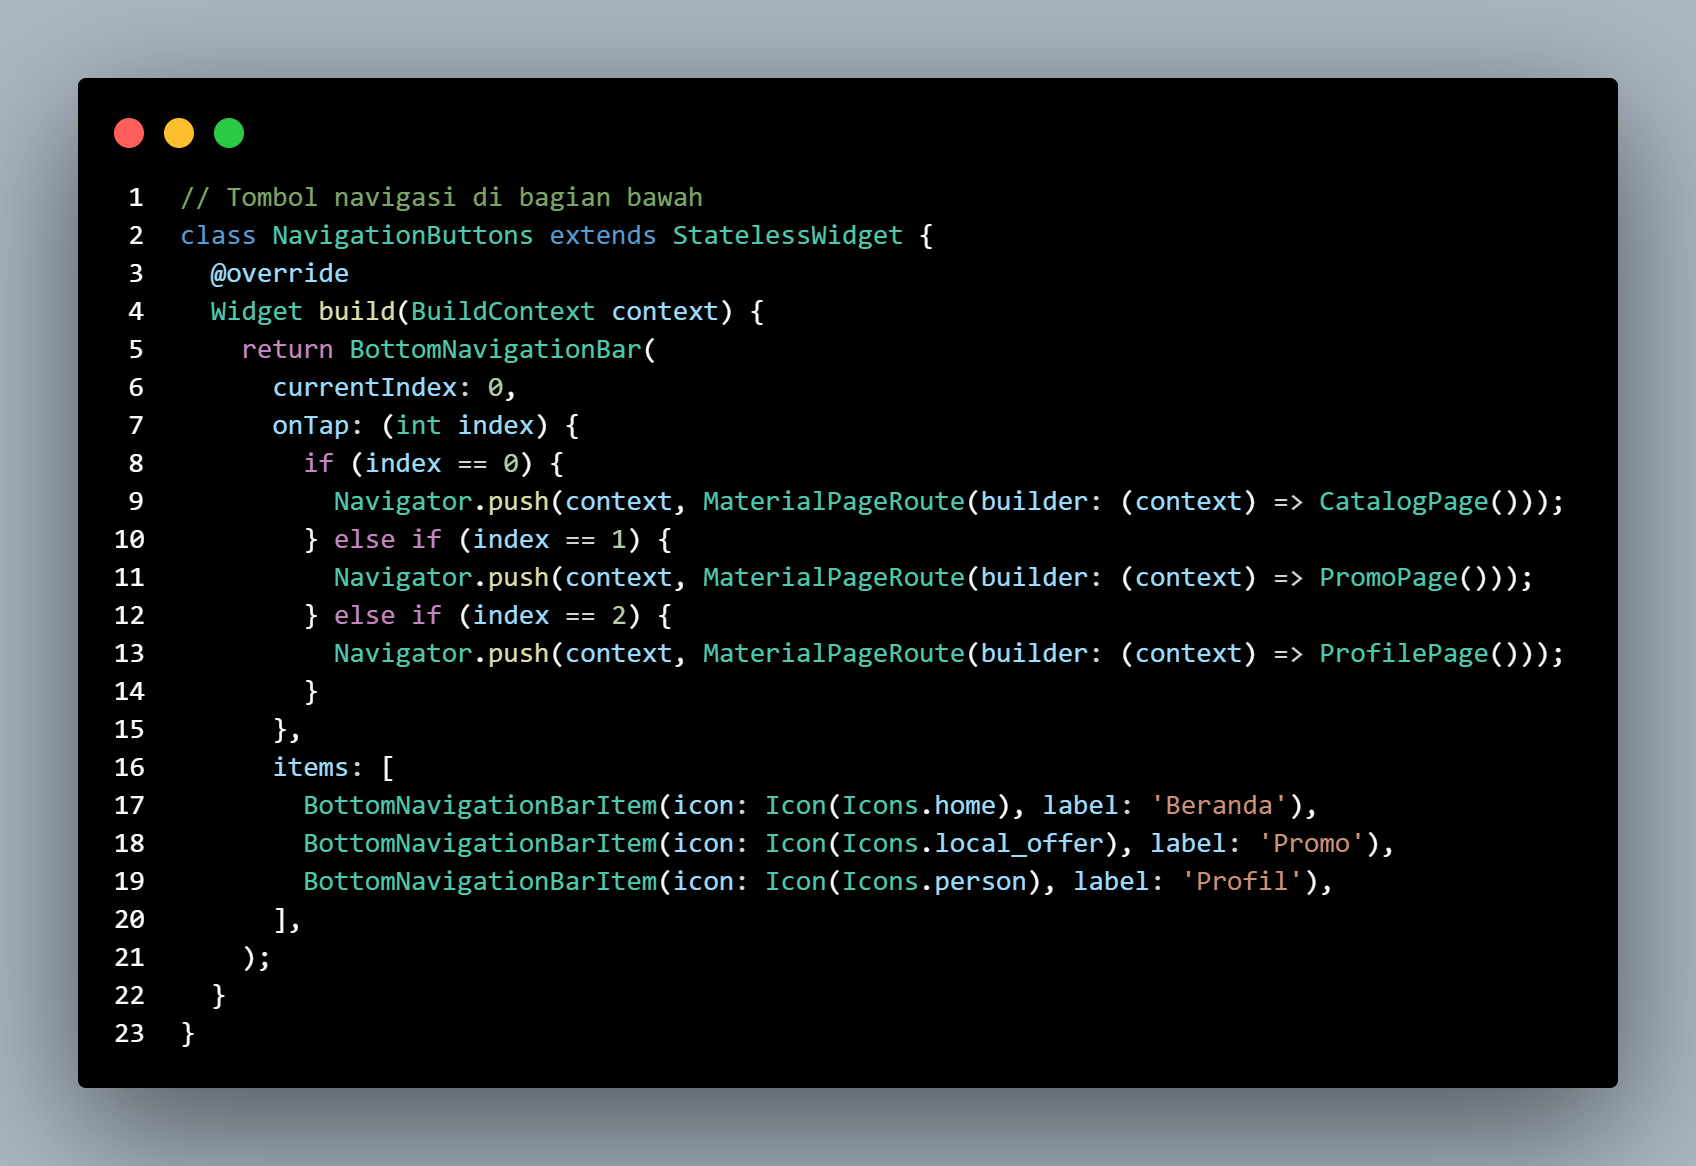 1 // Tombol navigasi di bagian bawah
2 class NavigationButtons extends StatelessWidget {
3   @override
4   Widget build(BuildContext context) {
5     return BottomNavigationBar(
6       currentIndex: 0,
7       onTap: (int index) {
8         if (index == 0) {
9           Navigator.push(context, MaterialPageRoute(builder: (context) => CatalogPage()));
10         } else if (index == 1) {
11           Navigator.push(context, MaterialPageRoute(builder: (context) => PromoPage()));
12         } else if (index == 2) {
13           Navigator.push(context, MaterialPageRoute(builder: (context) => ProfilePage()));
14         }
15       },
16       items: [
17         BottomNavigationBarItem(icon: Icon(Icons.home), label: 'Beranda'),
18         BottomNavigationBarItem(icon: Icon(Icons.local_offer), label: 'Promo'),
19         BottomNavigationBarItem(icon: Icon(Icons.person), label: 'Profil'),
20       ],
21     );
22   }
23 }